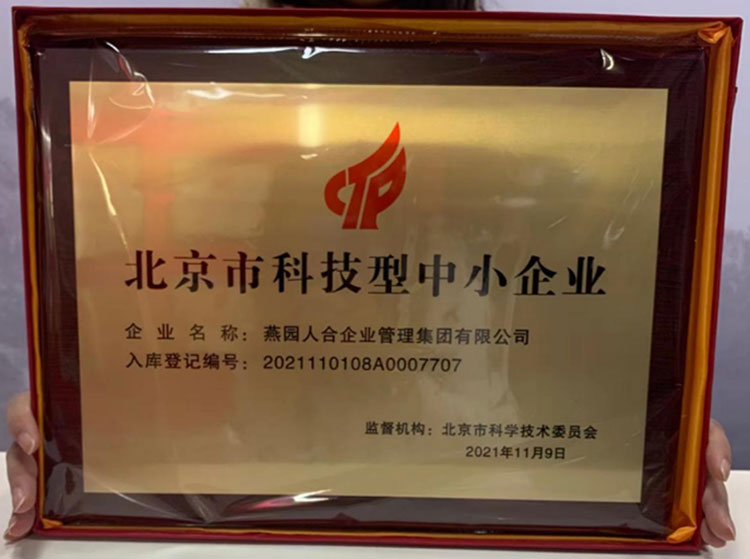 CTP
北京市科技型中小企业
企业名称：燕园人合企业管理集团有限公司
入库登记编号：2021110108A0007707
监督机构：北京市科学技术委员会
2021年11月9日